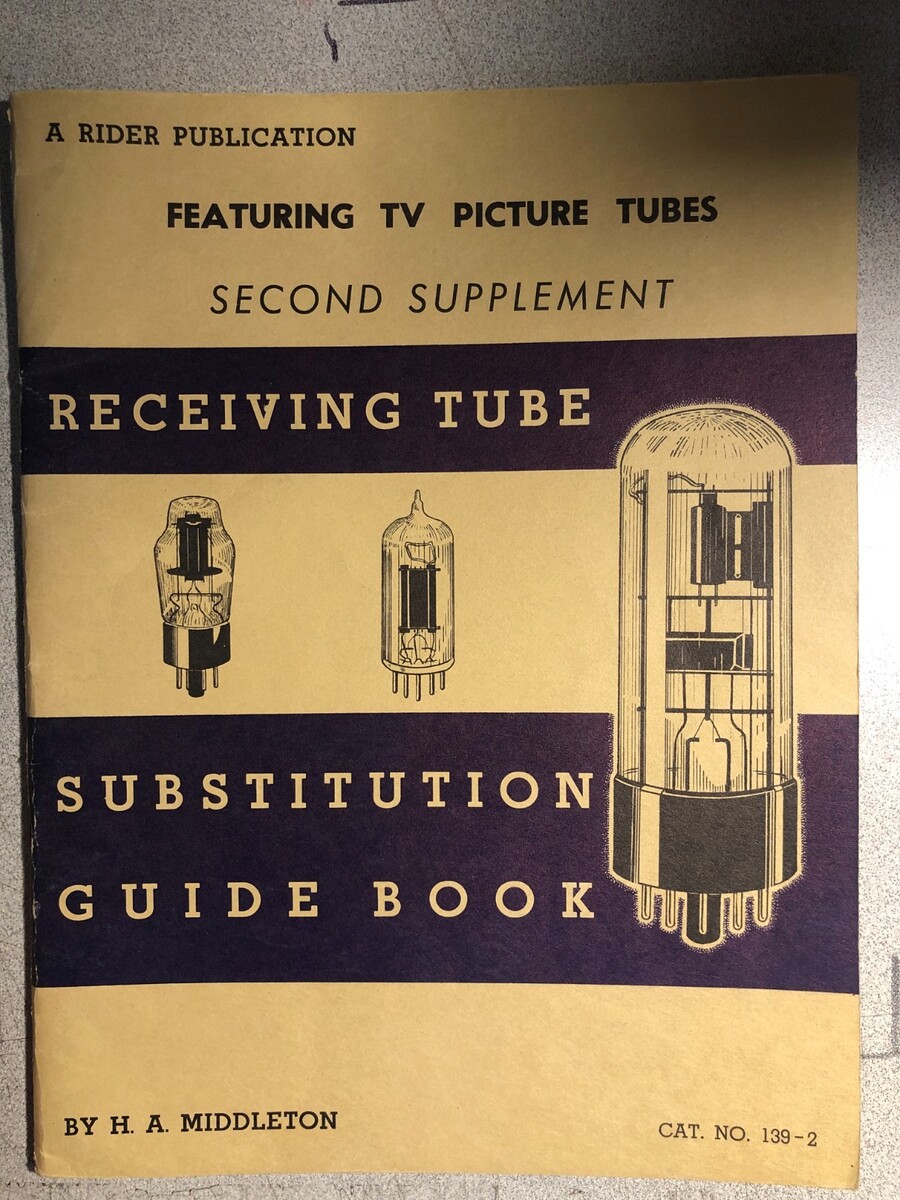 A RIDER PUBLICATION
FEATURING TV PICTURE TUBES
SECOND SUPPLEMENT
RECEIVING TUBE
SUBSTITUTION
GUIDE BOOK
BY H. A. MIDDLETON
CAT. NO. 139-2